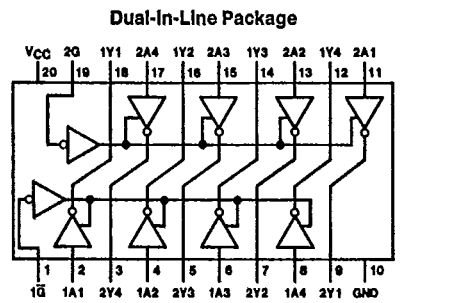 Dual-In-Line Package
VCC 2G 1Y1 2A4 1Y2 2A3 1Y3 2A2 1Y4 2A1
20 19 18 17 16 15 14 13 12 11
1 2 3 4 5 6 7 8 9 10
1G̅ 1A1 2Y4 1A2 2Y3 1A3 2Y2 1A4 2Y1 GND